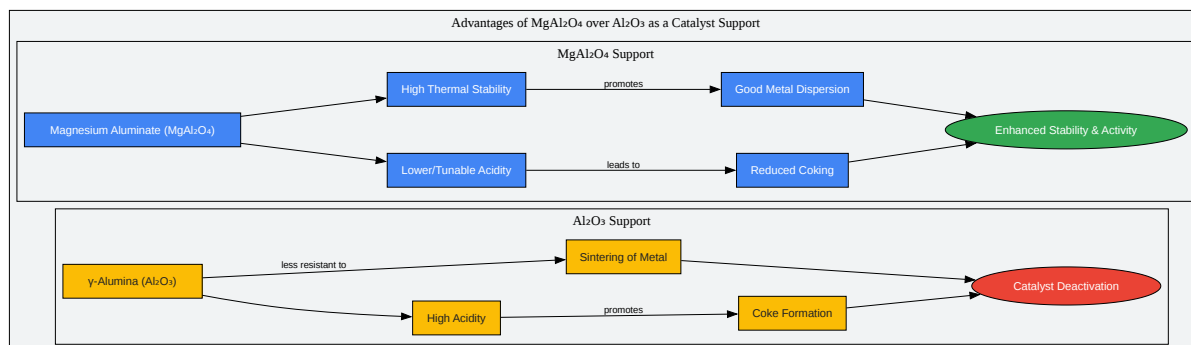 Advantages of MgAl₂O₄ over Al₂O₃ as a Catalyst Support
MgAl₂O₄ Support
High Thermal Stability
promotes
Good Metal Dispersion
Magnesium Aluminate (MgAl₂O₄)
Enhanced Stability & Activity
Lower/Tunable Acidity
leads to
Reduced Coking
Al₂O₃ Support
γ-Alumina (Al₂O₃)
less resistant to
Sintering of Metal
Catalyst Deactivation
High Acidity
promotes
Coke Formation